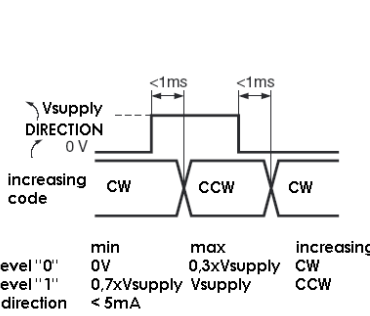 <1ms <1ms
Vsupply
DIRECTION
0 V
increasing code CW CCW CW
min max increasing
evel "0" 0V 0,3xVsupply CW
evel "1" 0,7xVsupply Vsupply CCW
direction < 5mA